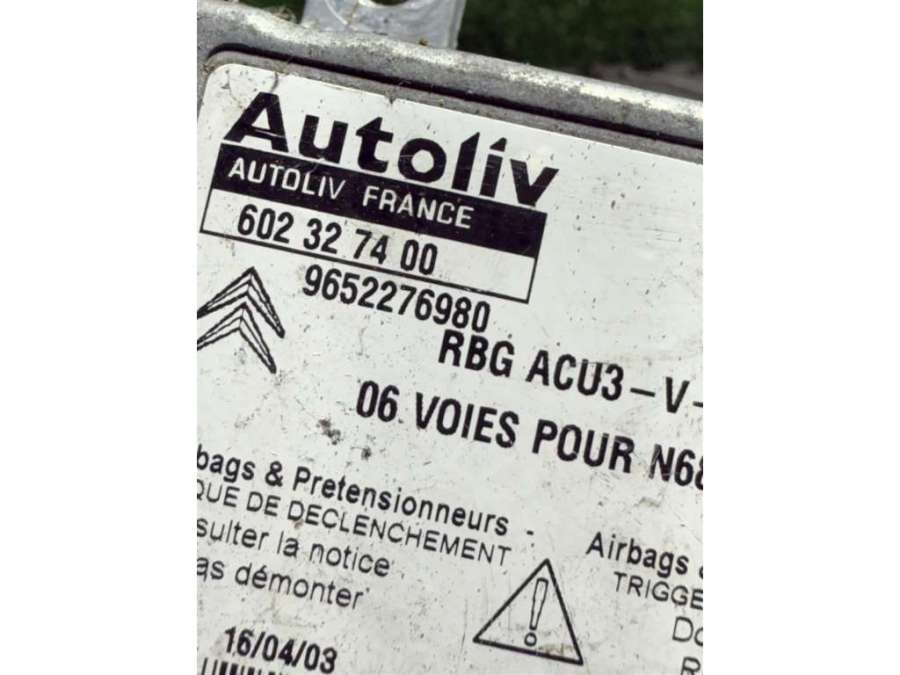 Autoliv
AUTOLIV FRANCE
602 32 74 00
9652276980
RBG ACU3-V-
06 VOIES POUR N68
bags & Pretensionneurs -
QUE DE DECLENCHEMENT
sulter la notice
as démonter
16/04/03
Airbags &
TRIGGE
Do
R